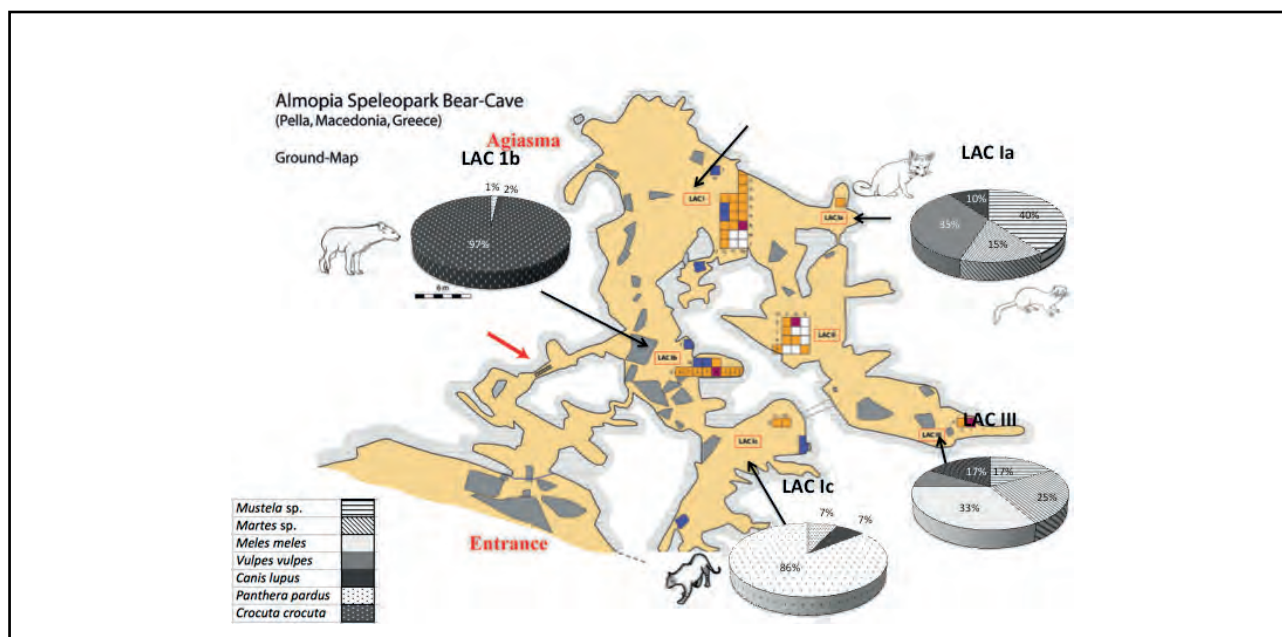 Almopia Speleopark Bear-Cave
(Pella, Macedonia, Greece)
Ground-Map
Agiasma
LAC 1b
1%
2%
97%
6m
LAC Ia
10%
40%
35%
15%
LAC I
LAC Ia
LAC II
LAC Ib
LAC Ic
LAC III
17%
17%
25%
33%
LAC Ic
7%
7%
86%
Entrance
Mustela sp.
Martes sp.
Meles meles
Vulpes vulpes
Canis lupus
Panthera pardus
Crocuta crocuta